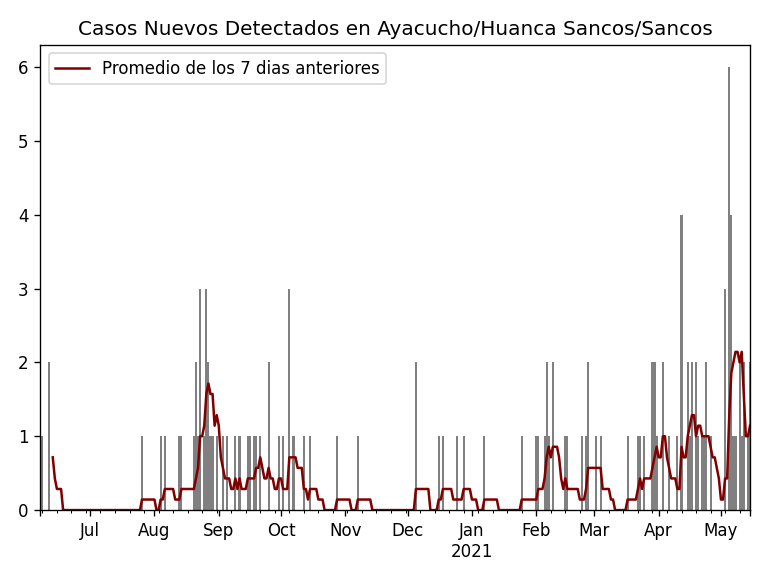 Casos Nuevos Detectados en Ayacucho/Huanca Sancos/Sancos
Promedio de los 7 dias anteriores
6
5
4
3
2
1
0
Jul Aug Sep Oct Nov Dec Jan Feb Mar Apr May
2021